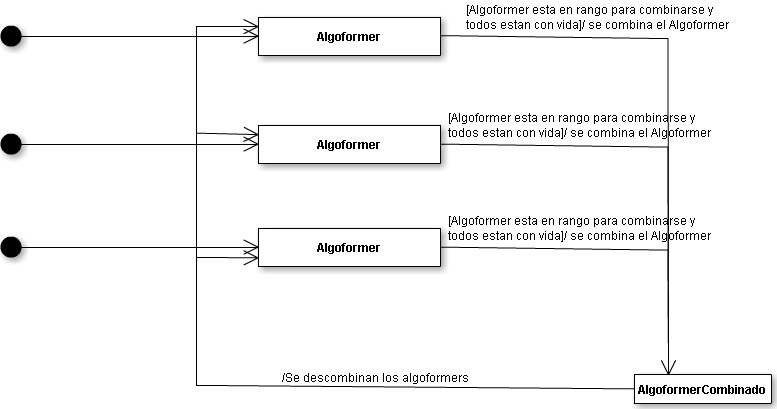 [Algoformer esta en rango para combinarse y
todos estan con vida]/ se combina el Algoformer
Algoformer
[Algoformer esta en rango para combinarse y
todos estan con vida]/ se combina el Algoformer
Algoformer
[Algoformer esta en rango para combinarse y
todos estan con vida]/ se combina el Algoformer
Algoformer
/Se descombinan los algoformers
AlgoformerCombinado